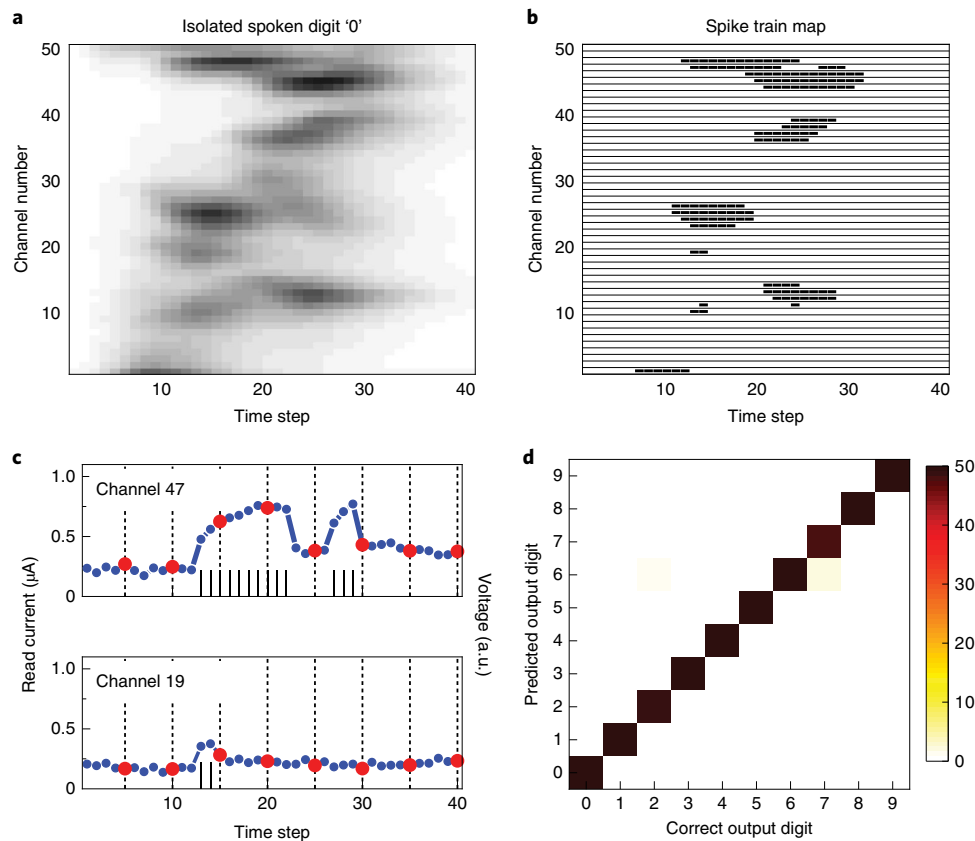 a
Isolated spoken digit ‘0’
50
40
30
20
10
Channel number
10 20 30 40
Time step
b
Spike train map
50
40
30
20
10
Channel number
10 20 30 40
Time step
c
Channel 47
1.0
0.5
0
Channel 19
1.0
0.5
0
Read current (μA)
Voltage (a.u.)
10 20 30 40
Time step
d
9
8
7
6
5
4
3
2
1
0
Predicted output digit
0 1 2 3 4 5 6 7 8 9
Correct output digit
50
40
30
20
10
0